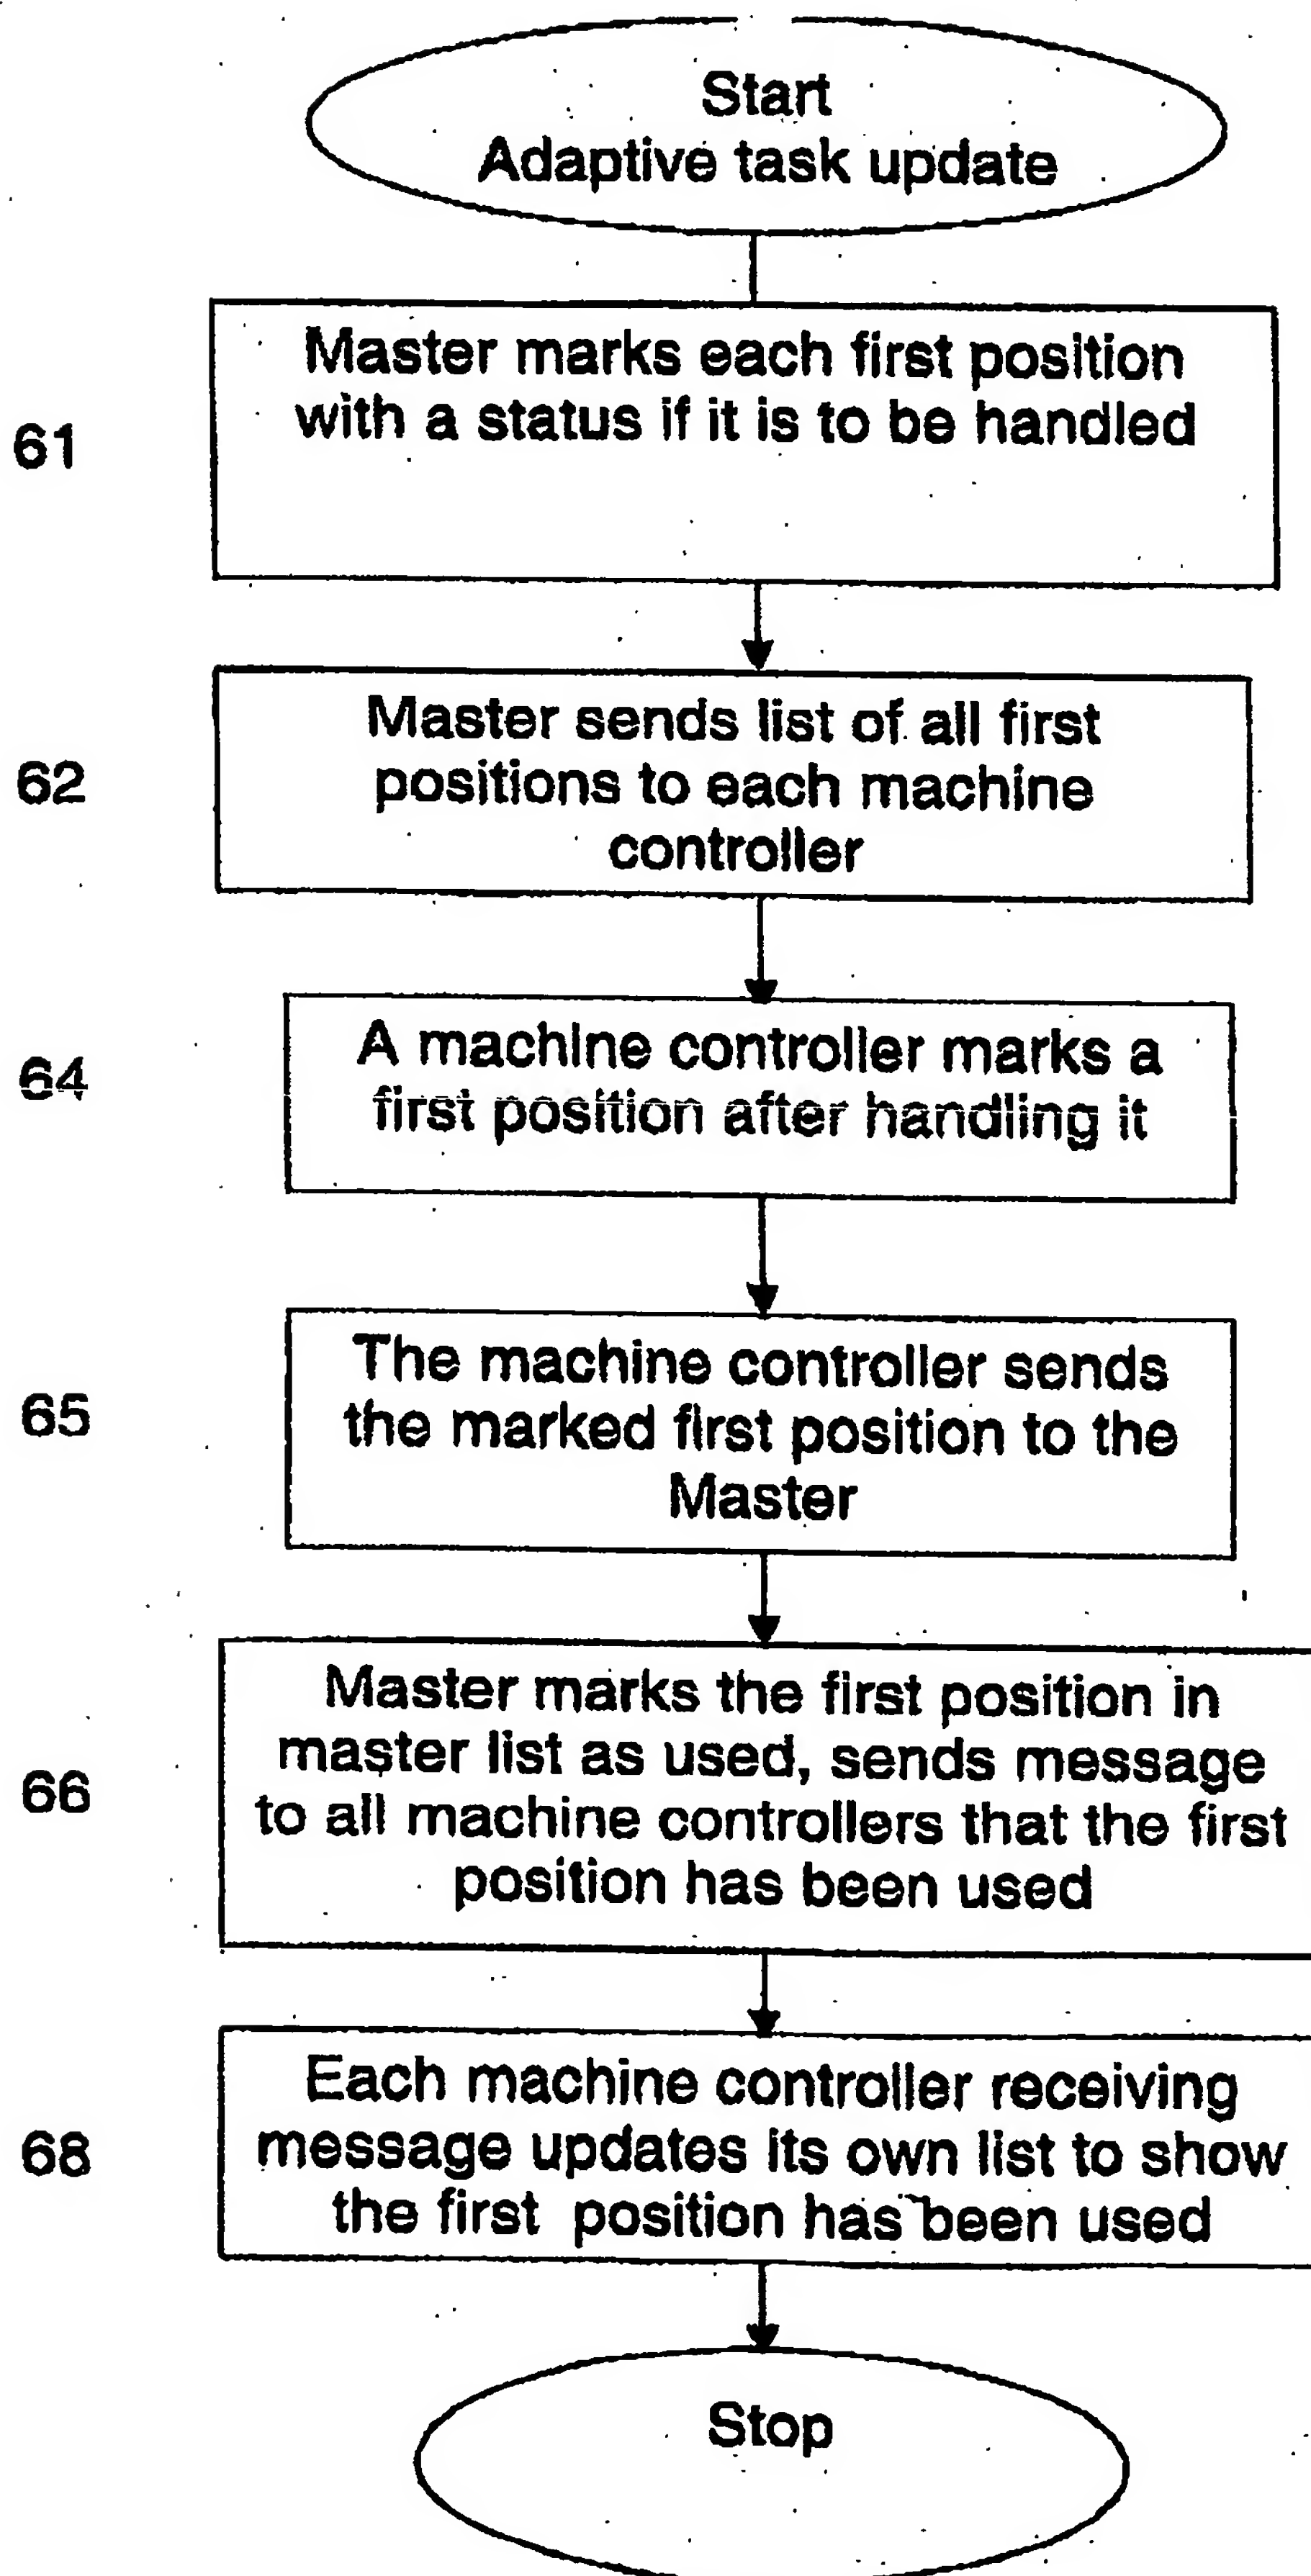 Start
Adaptive task update
Master marks each first position
with a status if it is to be handled
61
Master sends list of all first
positions to each machine
controller
62
A machine controller marks a
first position after handling it
64
The machine controller sends
the marked first position to the
Master
65
Master marks the first position in
master list as used, sends message
to all machine controllers that the first
position has been used
66
Each machine controller receiving
message updates its own list to show
the first position has been used
68
Stop